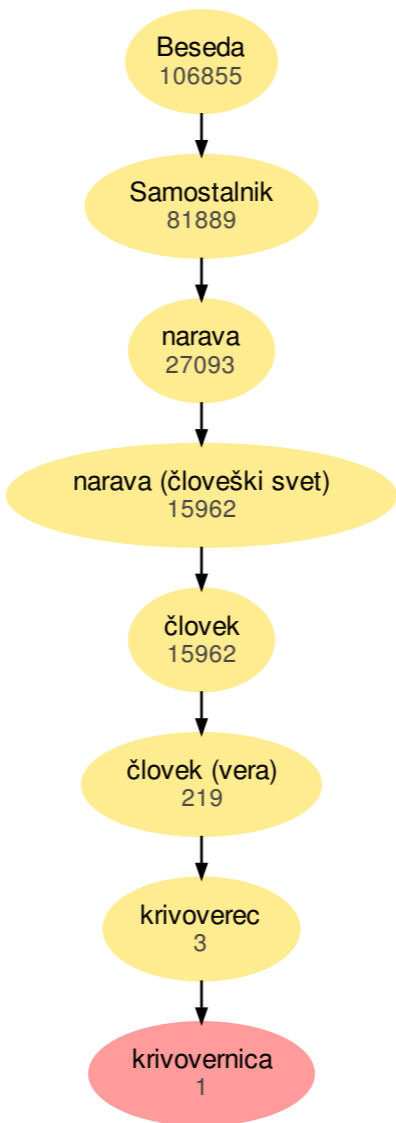 Beseda
106855
Samostalnik
81889
narava
27093
narava (človeški svet)
15962
človek
15962
človek (vera)
219
krivoverec
3
krivovernica
1